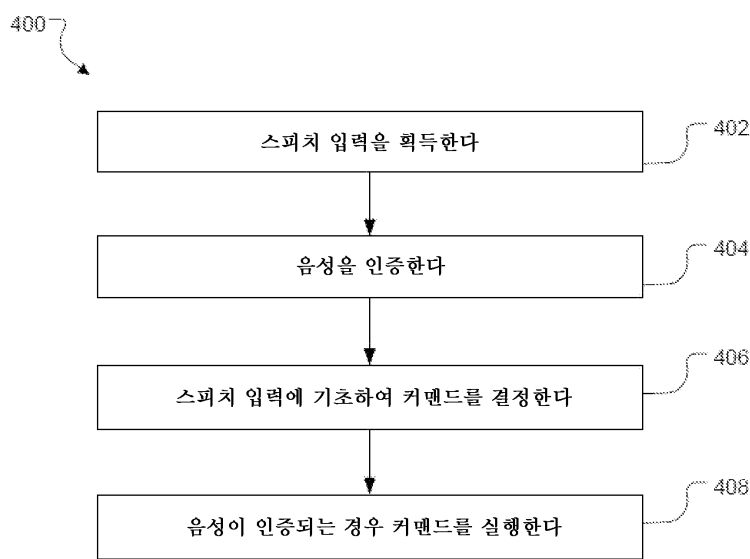 400
스피치 입력을 획득한다
402
음성을 인증한다
404
스피치 입력에 기초하여 커맨드를 결정한다
406
음성이 인증되는 경우 커맨드를 실행한다
408